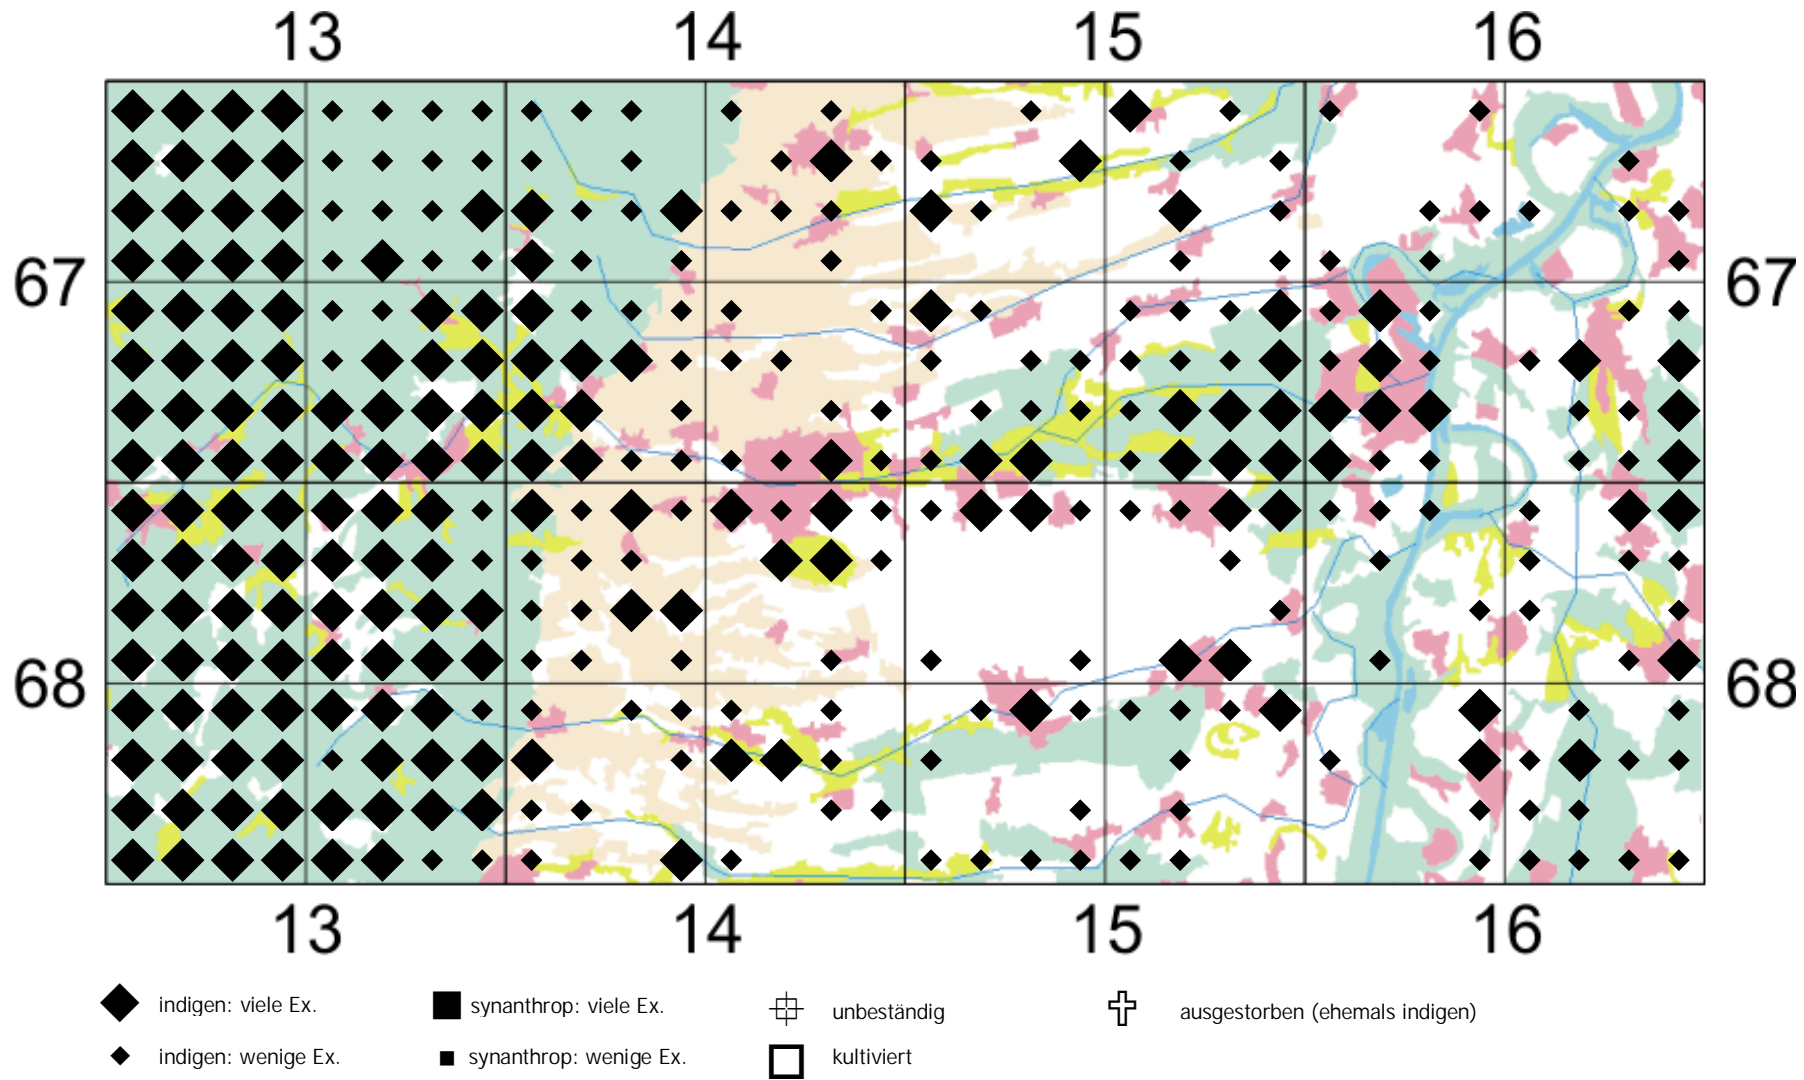 13 14 15 16
67 67
68 68
13 14 15 16
indigen: viele Ex. synanthrop: viele Ex. unbeständig ausgestorben (ehemals indigen)
indigen: wenige Ex. synanthrop: wenige Ex. kultiviert